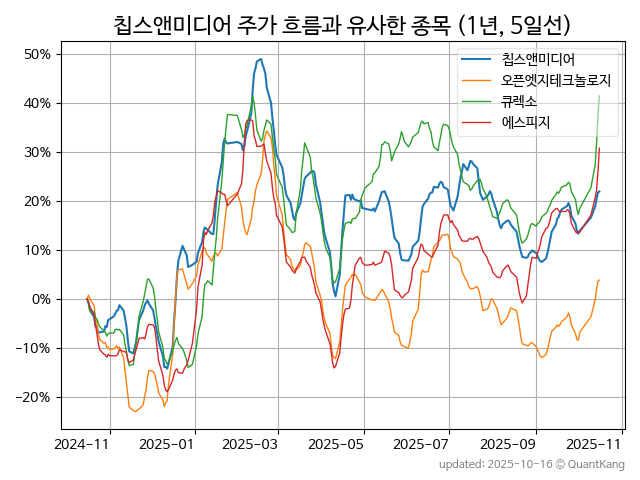 칩스앤미디어 주가 흐름과 유사한 종목 (1년, 5일선)
칩스앤미디어
오픈엣지테크놀로지
큐렉소
에스피지
50%
40%
30%
20%
10%
0%
−10%
−20%
2024-11 2025-01 2025-03 2025-05 2025-07 2025-09 2025-11
updated: 2025-10-16 © QuantKang